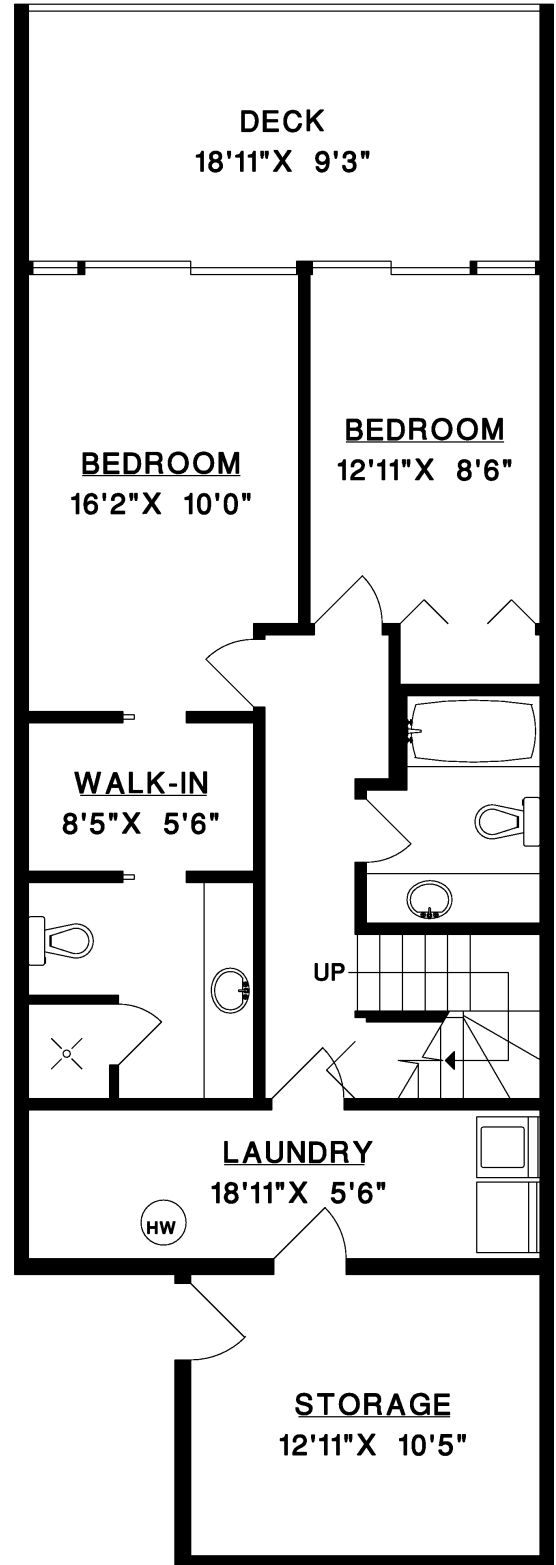 DECK
18'11"X 9'3"
BEDROOM
12'11"X 8'6"
BEDROOM
16'2"X 10'0"
WALK-IN
8'5"X 5'6"
UP
LAUNDRY
18'11"X 5'6"
HW
STORAGE
12'11"X 10'5"